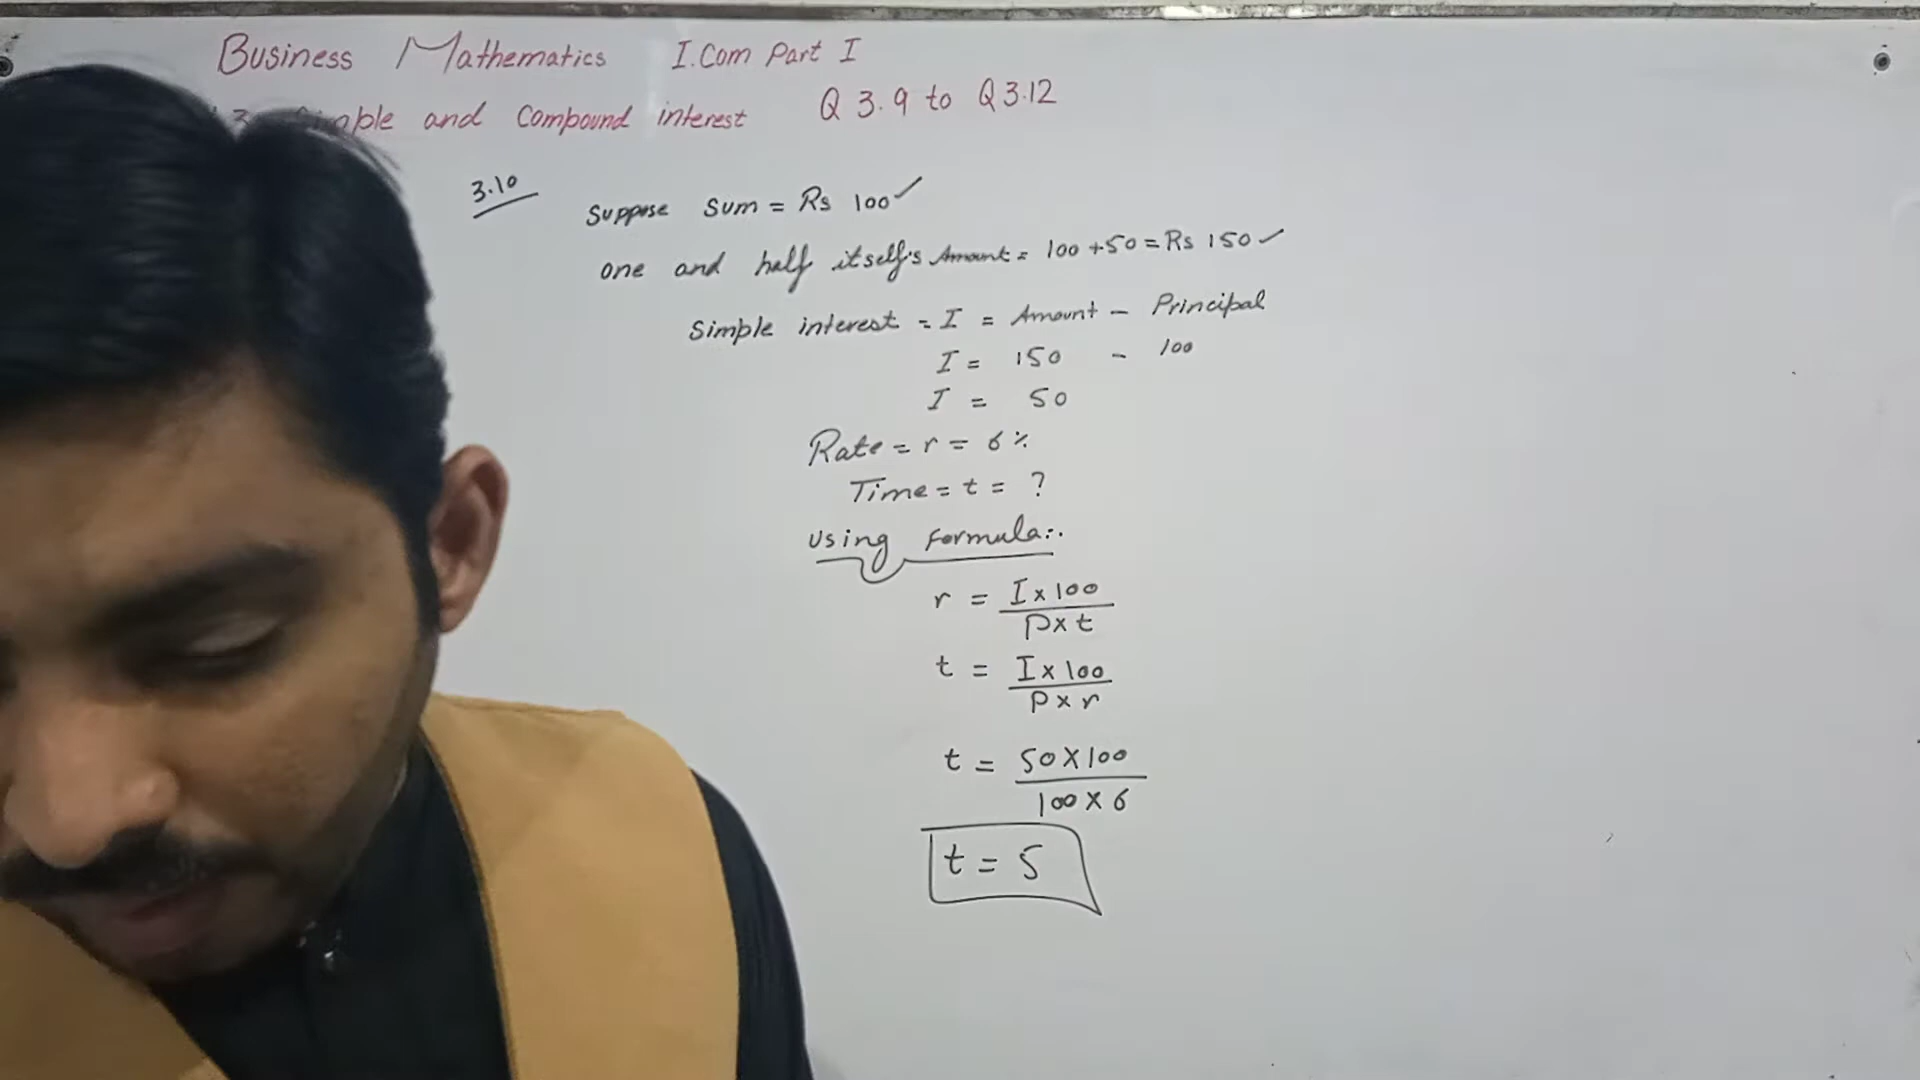 Business Mathematics I.Com Part I
3 Simple and Compound interest Q 3.9 to Q 3.12
3.10
Suppose Sum = Rs 100 ✓
one and half itself's Amount = 100 + 50 = Rs 150 ✓
Simple interest = I = Amount - Principal
I = 150 - 100
I = 50
Rate = r = 6%
Time = t = ?
Using Formula:.
r = I x 100 / P x t
t = I x 100 / P x r
t = 50 X 100 / 100 X 6
t = 5